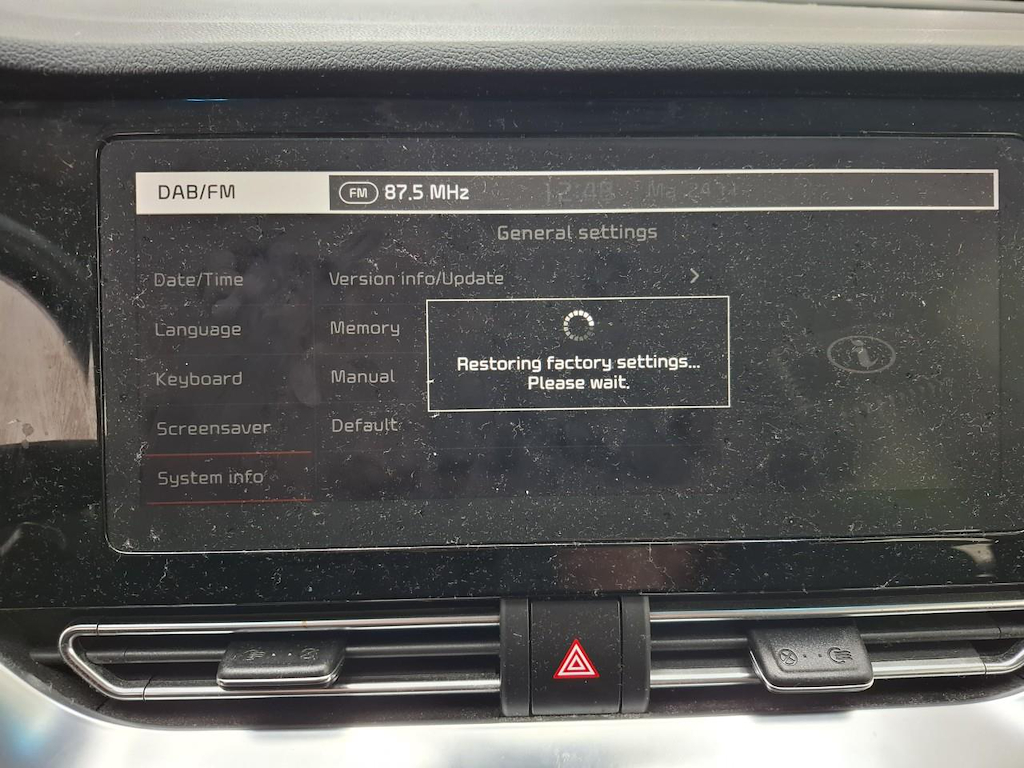 DAB/FM
FM 87.5 MHz
General settings
Date/Time
Version info/Update
Language
Memory
Keyboard
Manual
Screensaver
Default
System info
Restoring factory settings...
Please wait.